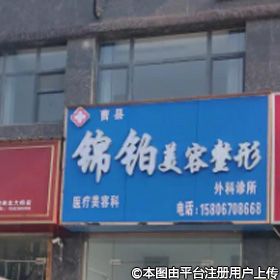 曹县
锦铂美容整形
医疗美容科
外科诊所
电话:15806708668
©本图由平台注册用户上传